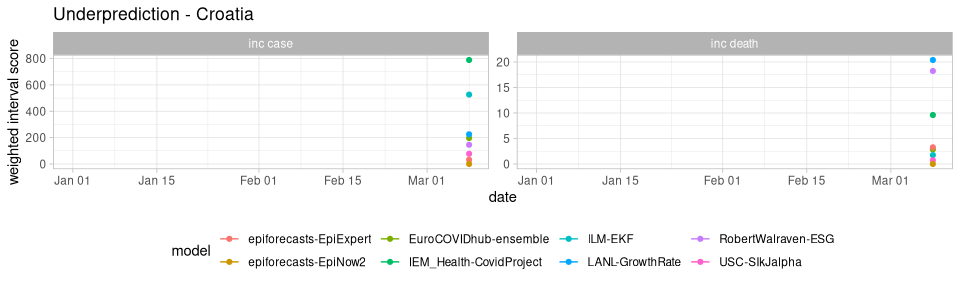 Underprediction - Croatia
inc case
inc death
weighted interval score
800
600
400
200
0
20
15
10
5
0
Jan 01 Jan 15 Feb 01 Feb 15 Mar 01
Jan 01 Jan 15 Feb 01 Feb 15 Mar 01
date
model
epiforecasts-EpiExpert EuroCOVIDhub-ensemble ILM-EKF RobertWalraven-ESG
epiforecasts-EpiNow2 IEM_Health-CovidProject LANL-GrowthRate USC-SIkJalpha